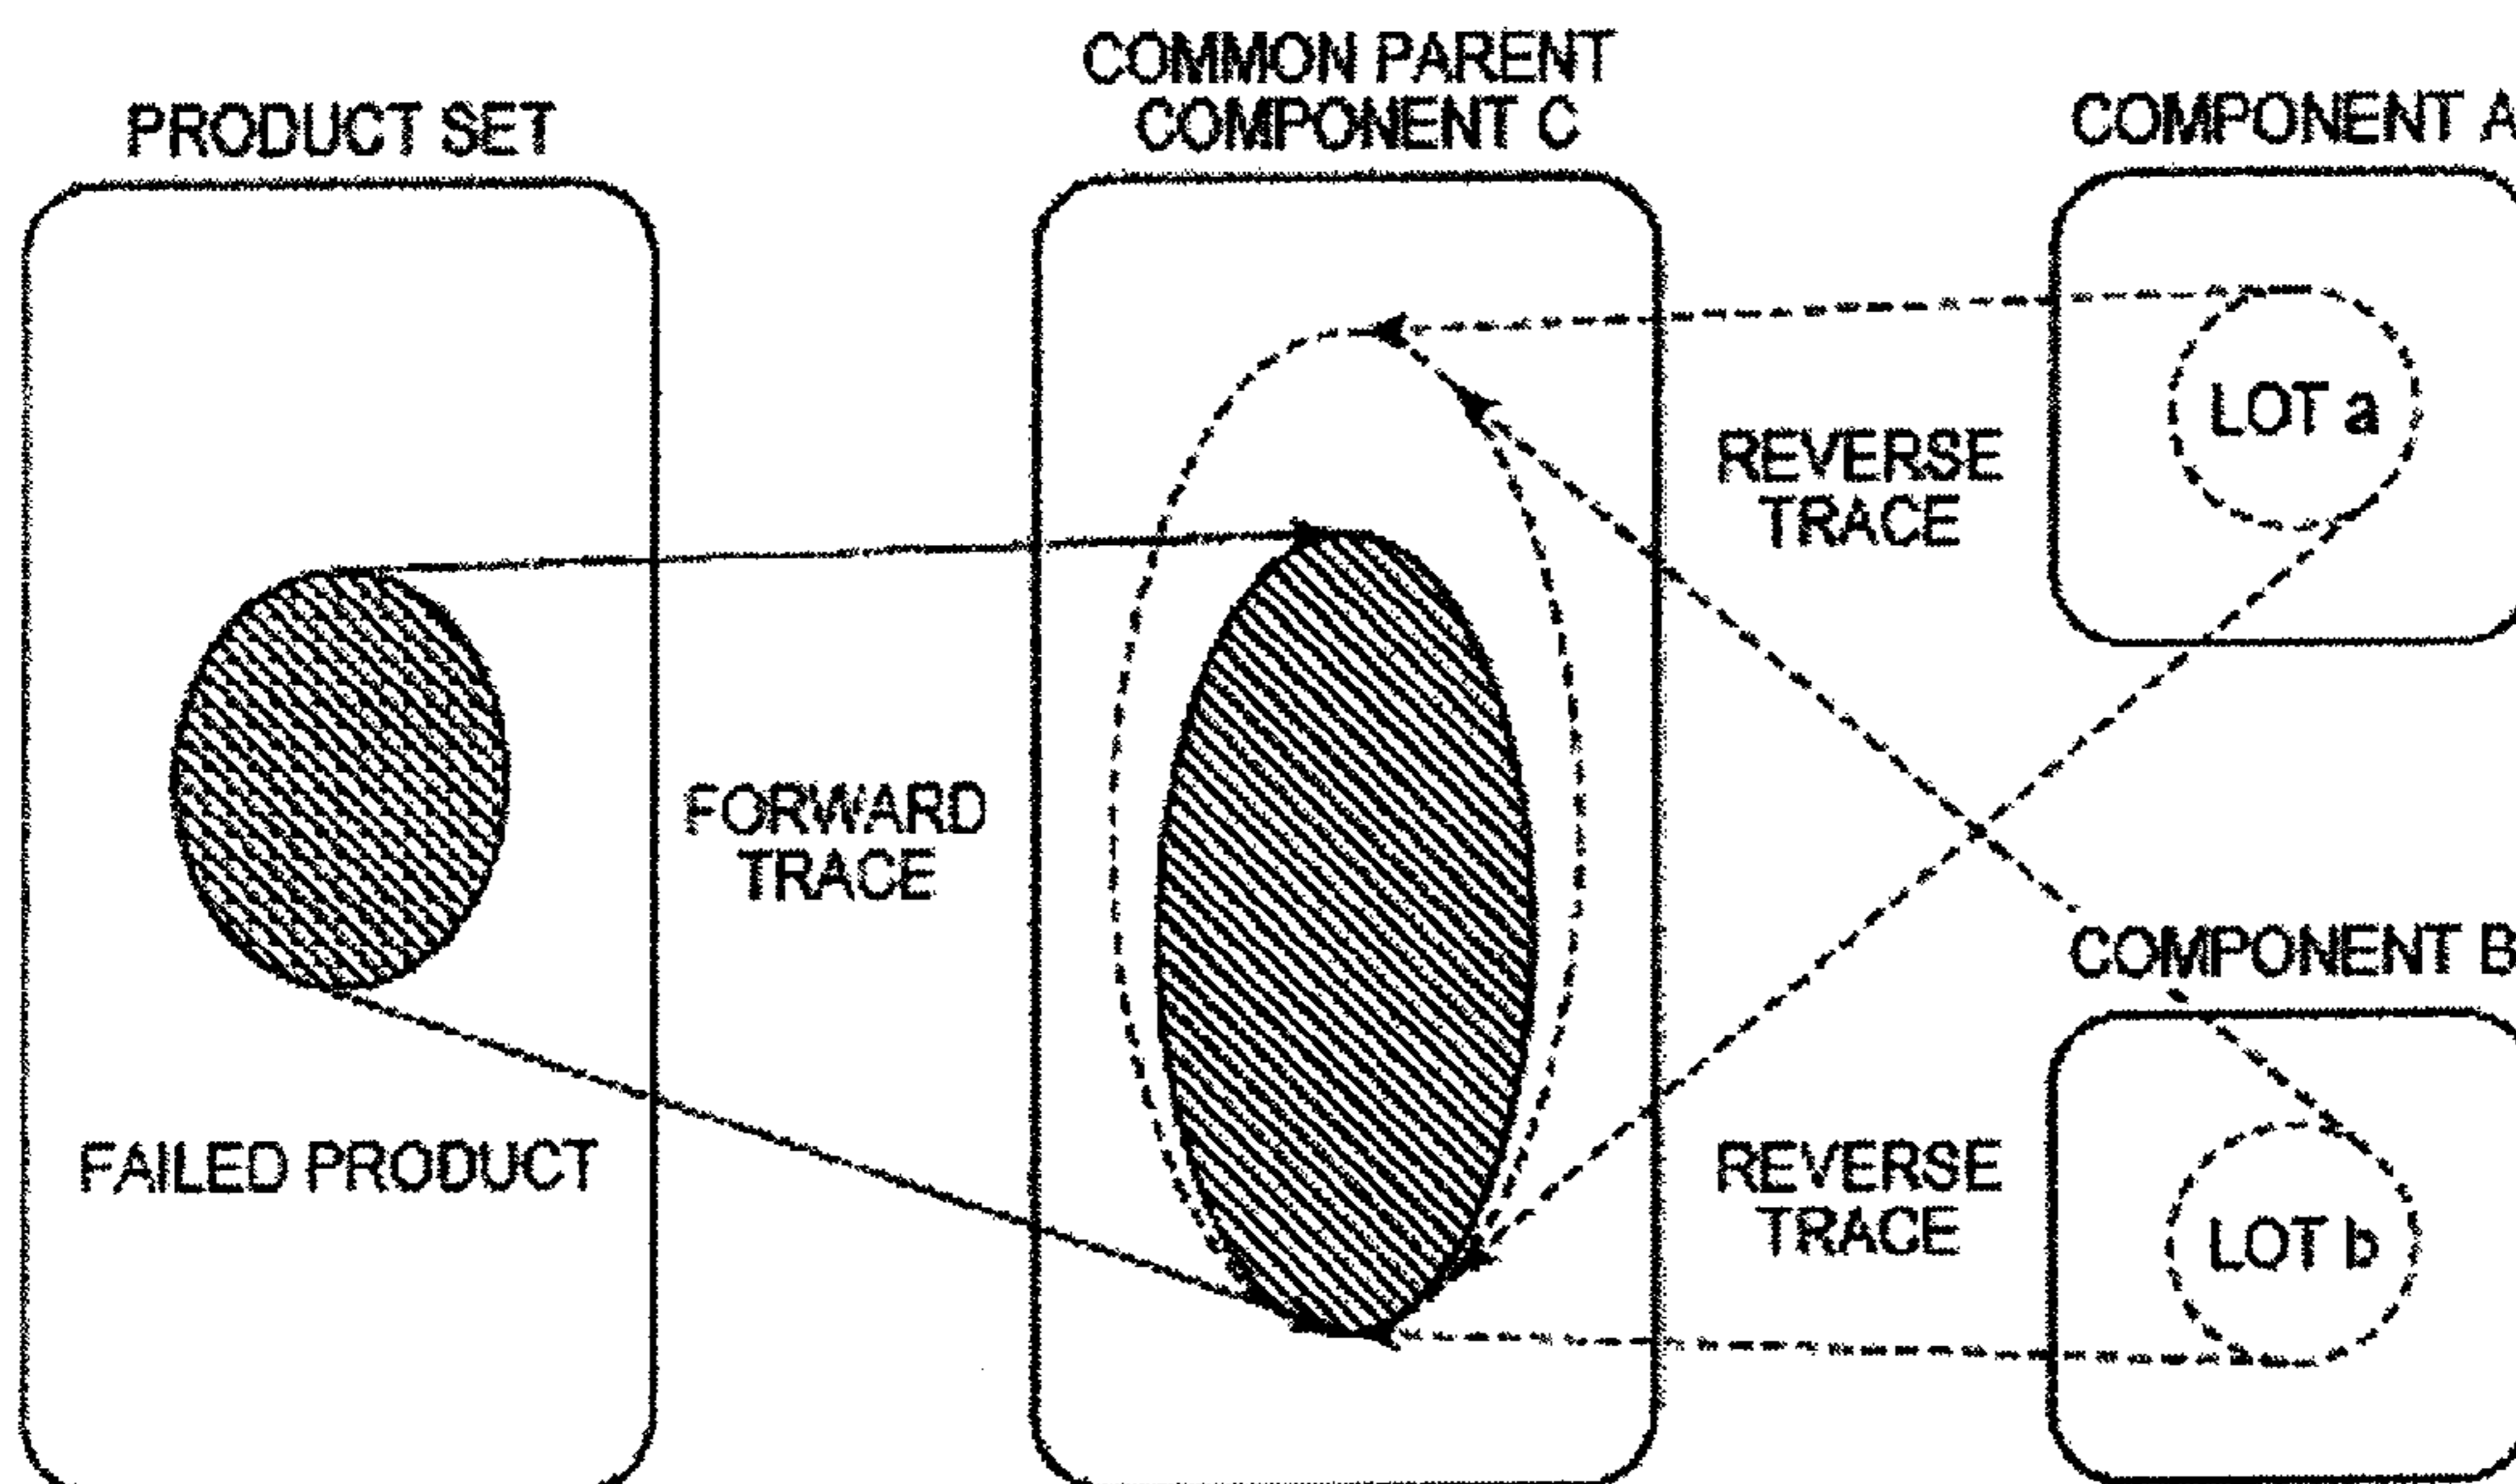 PRODUCT SET
COMMON PARENT
COMPONENT C
COMPONENT A
LOT a
REVERSE
TRACE
FORWARD
TRACE
COMPONENT B
FAILED PRODUCT
REVERSE
TRACE
LOT b